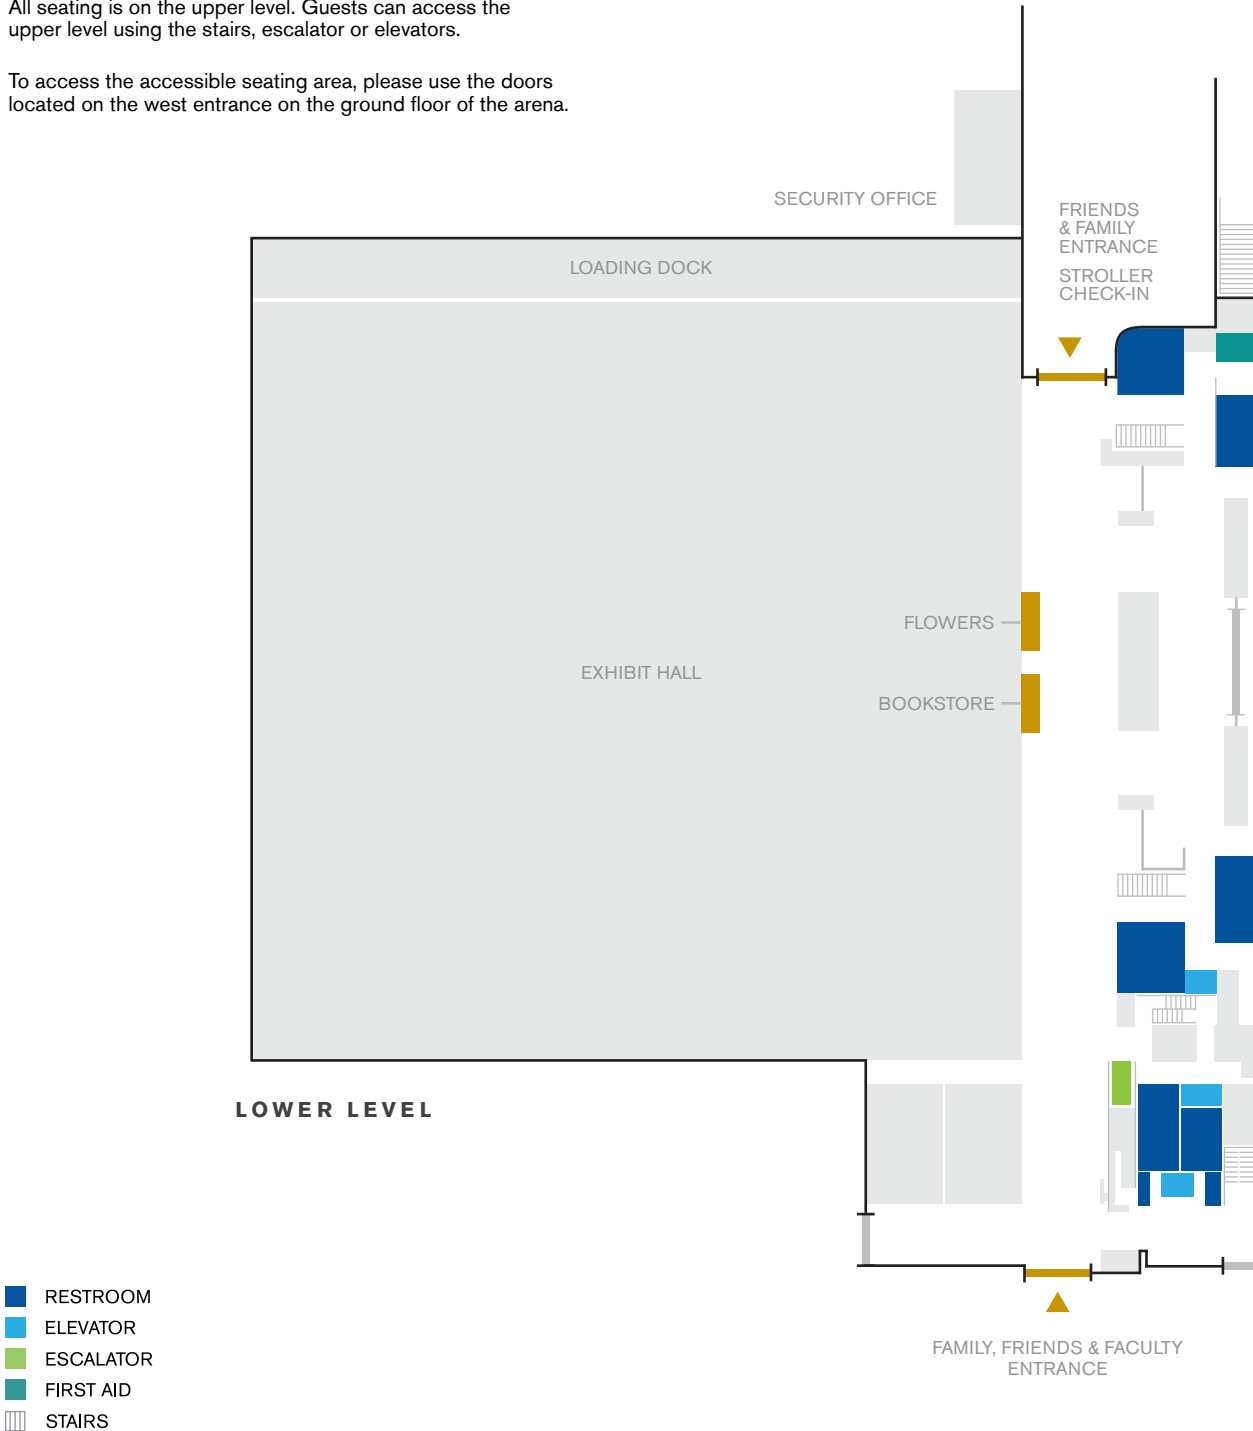 All seating is on the upper level. Guests can access the
upper level using the stairs, escalator or elevators.
To access the accessible seating area, please use the doors
located on the west entrance on the ground floor of the arena.
SECURITY OFFICE
FRIENDS
& FAMILY
ENTRANCE
STROLLER
CHECK-IN
LOADING DOCK
FLOWERS
EXHIBIT HALL
BOOKSTORE
LOWER LEVEL
RESTROOM
ELEVATOR
ESCALATOR
FIRST AID
STAIRS
FAMILY, FRIENDS & FACULTY
ENTRANCE